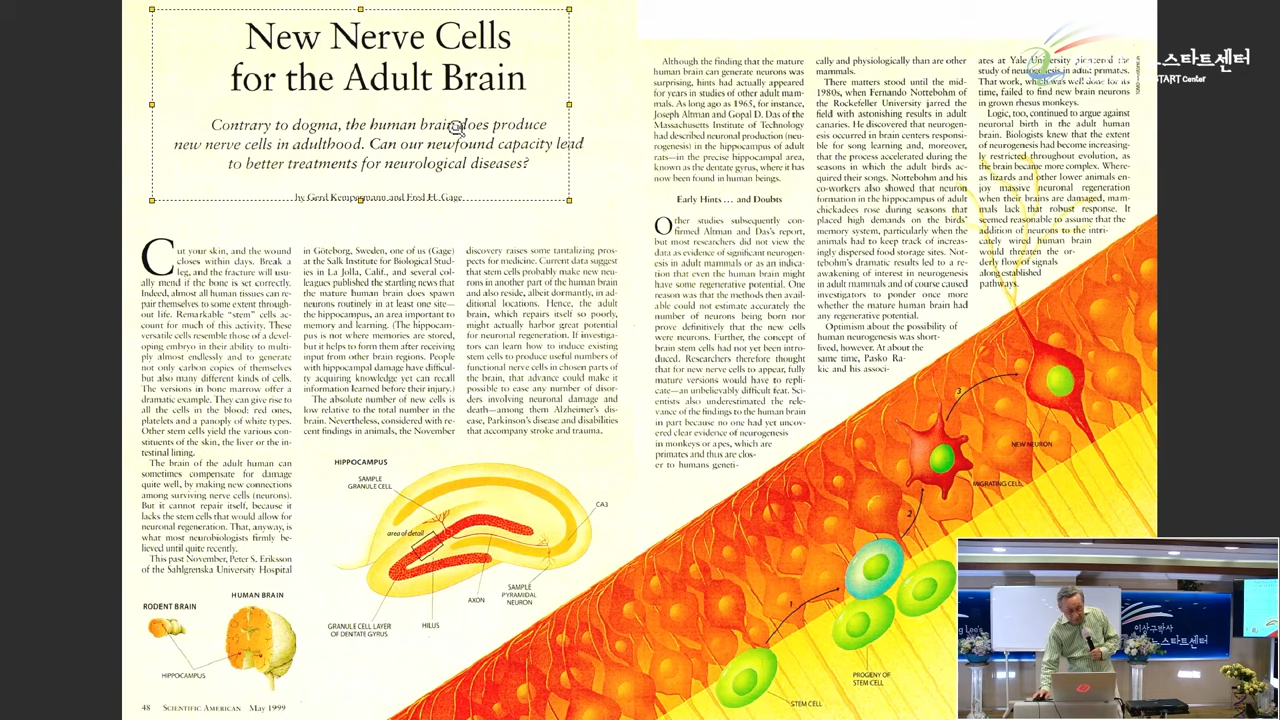 New Nerve Cells
for the Adult Brain
Contrary to dogma, the human brain does produce
new nerve cells in adulthood. Can our newfound capacity lead
to better treatments for neurological diseases?
by Gerd Kempermann and Fred H. Gage
Cut your skin, and the wound
closes within days. Break a
leg, and the fracture will usu-
ally mend if the bone is set correctly.
Indeed, almost all human tissues can re-
pair themselves to some extent through-
out life. Remarkable "stem" cells ac-
count for much of this activity. These
versatile cells resemble those of a devel-
oping embryo in their ability to multi-
ply almost endlessly and to generate
not only carbon copies of themselves
but also many different kinds of cells.
The versions in bone marrow offer a
dramatic example. They can give rise to
all the cells in the blood: red ones,
platelets and a panoply of white types.
Other stem cells yield the various con-
stituents of the skin, the liver or the in-
testinal lining.
The brain of the adult human can
sometimes compensate for damage
quite well, by making new connections
among surviving nerve cells (neurons).
But it cannot repair itself, because it
lacks the stem cells that would allow for
neuronal regeneration. That, anyway, is
what most neurobiologists firmly be-
lieved until quite recently.
This past November, Peter S. Eriksson
of the Sahlgrenska University Hospital
in Göteborg, Sweden, one of us (Gage)
at the Salk Institute for Biological Stud-
ies in La Jolla, Calif., and several col-
leagues published the startling news that
the mature human brain does spawn
neurons routinely in at least one site—
the hippocampus, an area important to
memory and learning. (The hippocam-
pus is not where memories are stored,
but it helps to form them after receiving
input from other brain regions. People
with hippocampal damage have difficul-
ty acquiring knowledge yet can recall
information learned before their injury.)
The absolute number of new cells is
low relative to the total number in the
brain. Nevertheless, considered with re-
cent findings in animals, the November
discovery raises some tantalizing pros-
pects for medicine. Current data suggest
that stem cells probably make new neu-
rons in another part of the human brain
and also reside, albeit dormantly, in ad-
ditional locations. Hence, the adult
brain, which repairs itself so poorly,
might actually harbor great potential
for neuronal regeneration. If investiga-
tors can learn how to induce existing
stem cells to produce useful numbers of
functional nerve cells in chosen parts of
the brain, that advance could make it
possible to ease any number of disor-
ders involving neuronal damage and
death—among them Alzheimer's dis-
ease, Parkinson's disease and disabilities
that accompany stroke and trauma.
Although the finding that the mature
human brain can generate neurons was
surprising, hints had actually appeared
for years in studies of other adult mam-
mals. As long ago as 1965, for instance,
Joseph Altman and Gopal D. Das of the
Massachusetts Institute of Technology
had described neuronal production (neu-
rogenesis) in the hippocampus of adult
rats—in the precise hippocampal area,
known as the dentate gyrus, where it has
now been found in human beings.
Early Hints ... and Doubts
Other studies subsequently con-
firmed Altman and Das's report,
but most researchers did not view the
data as evidence of significant neurogen-
esis in adult mammals or as an indica-
tion that even the human brain might
have some regenerative potential. One
reason was that the methods then avail-
able could not estimate accurately the
number of neurons being born nor
prove definitively that the new cells
were neurons. Further, the concept of
brain stem cells had not yet been intro-
duced. Researchers therefore thought
that for new nerve cells to appear, fully
mature versions would have to repli-
cate—an unbelievably difficult feat. Sci-
entists also underestimated the rele-
vance of the findings to the human brain
in part because no one had yet uncov-
ered clear evidence of neurogenesis
in monkeys or apes, which are
primates and thus are clos-
er to humans geneti-
cally and physiologically than are other
mammals.
There matters stood until the mid-
1980s, when Fernando Nottebohm of
the Rockefeller University jarred the
field with astonishing results in adult
canaries. He discovered that neurogen-
esis occurred in brain centers responsi-
ble for song learning and, moreover,
that the process accelerated during the
seasons in which the adult birds ac-
quired their songs. Nottebohm and his
co-workers also showed that neuron
formation in the hippocampus of adult
chickadees rose during seasons that
placed high demands on the birds'
memory system, particularly when the
animals had to keep track of increas-
ingly dispersed food storage sites. Not-
tebohm's dramatic results led to a re-
awakening of interest in neurogenesis
in adult mammals and of course caused
investigators to ponder once more
whether the mature human brain had
any regenerative potential.
Optimism about the possibility of
human neurogenesis was short-
lived, however. At about the
same time, Pasko Ra-
kic and his associ-
ates at Yale University pioneered the
study of neurogenesis in adult primates.
That work, which was well done for its
time, failed to find new brain neurons
in grown rhesus monkeys.
Logic, too, continued to argue against
neuronal birth in the adult human
brain. Biologists knew that the extent
of neurogenesis had become increasing-
ly restricted throughout evolution, as
the brain became more complex. Where-
as lizards and other lower animals en-
joy massive neuronal regeneration
when their brains are damaged, mam-
mals lack that robust response. It
seemed reasonable to assume that the
addition of neurons to the intri-
cately wired human brain
would threaten the or-
derly flow of signals
along established
pathways.
HIPPOCAMPUS
SAMPLE
GRANULE CELL
CA3
area of detail
AXON
SAMPLE
PYRAMIDAL
NEURON
HILUS
GRANULE CELL LAYER
OF DENTATE GYRUS
HUMAN BRAIN
RODENT BRAIN
HIPPOCAMPUS
3
NEW NEURON
MIGRATING CELL
2
1
PROGENY OF
STEM CELL
STEM CELL
48 SCIENTIFIC AMERICAN May 1999
스타트센터
START Center
이상구박사
스타트센터